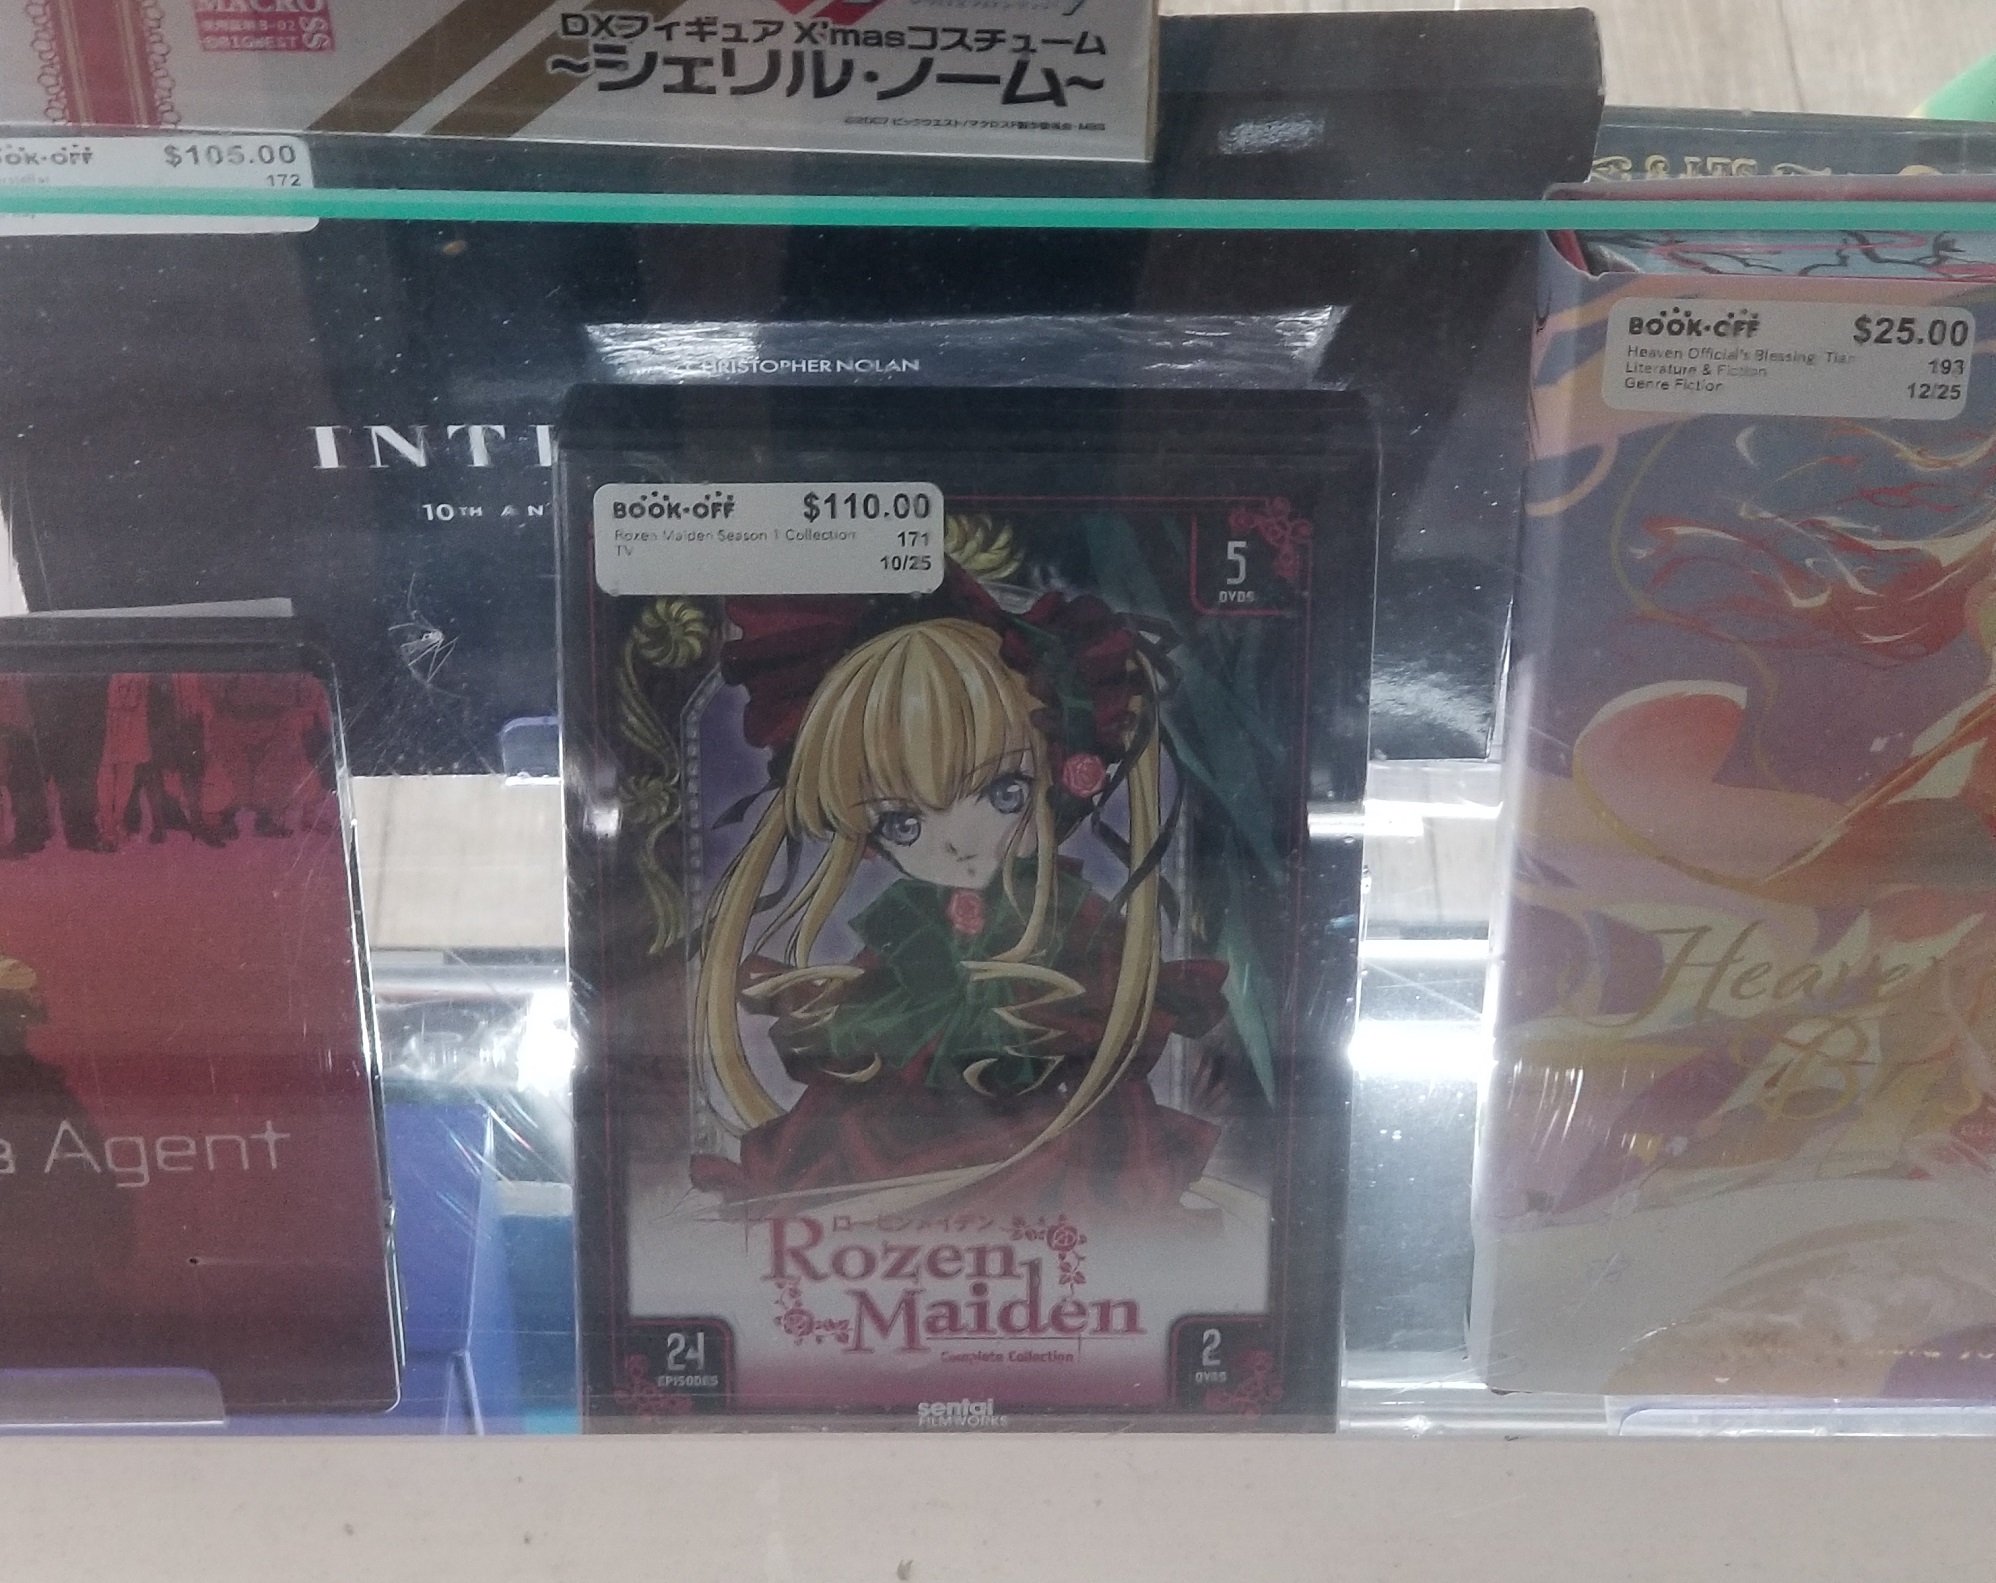 MACRO
DXフィギュア X'masコスチューム
~シェリル・ノーム~
BOOK-OFF $105.00
172
CHRISTOPHER NOLAN
INTE
10TH AN
BOOK-OFF $25.00
Heaven Official's Blessing: Tian 193
Literature & Fiction 12/25
Genre Fiction
BOOK-OFF $110.00
Rozen Maiden Season 1 Collection 171
TV 10/25
5
DVDS
Agent
Heaven
ローゼンメイデン
Rozen
Maiden
Complete Collection
24
EPISODES
2
OVAS
sentai
FILMWORKS